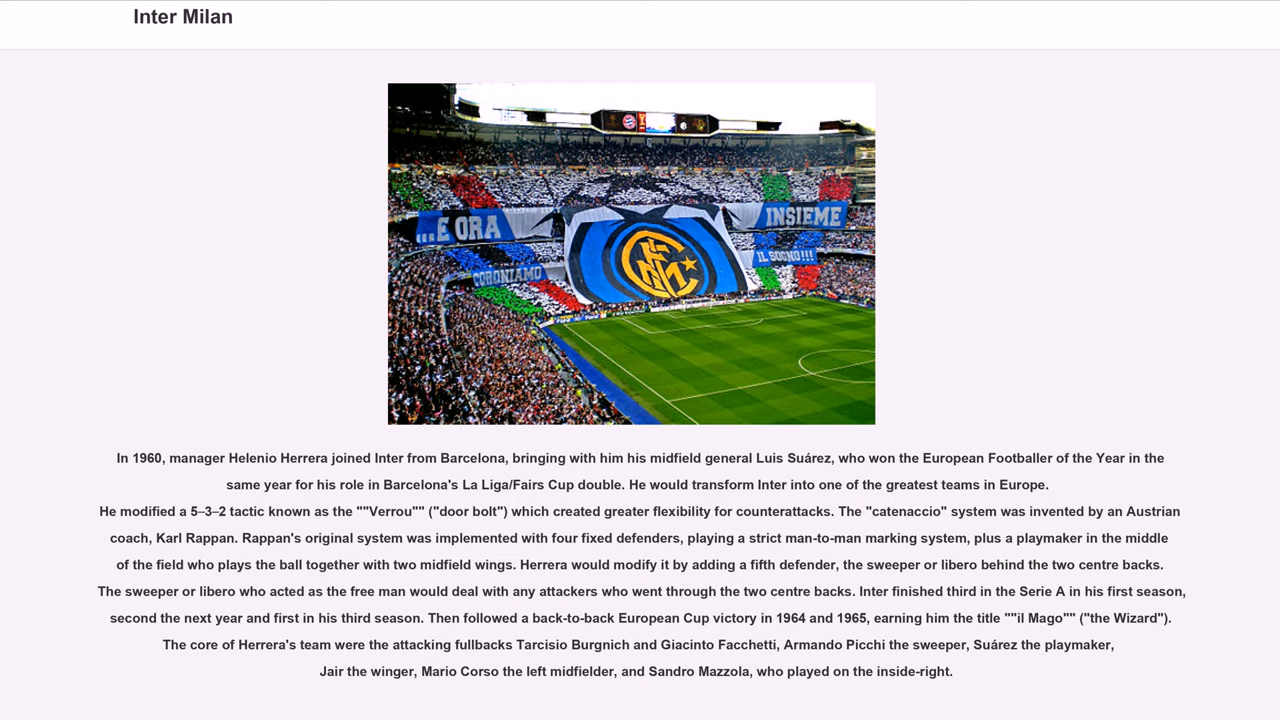 Inter Milan
...E ORA
INSIEME
CORONIAMO
IL SOGNO!!!
In 1960, manager Helenio Herrera joined Inter from Barcelona, bringing with him his midfield general Luis Suárez, who won the European Footballer of the Year in the
same year for his role in Barcelona's La Liga/Fairs Cup double. He would transform Inter into one of the greatest teams in Europe.
He modified a 5–3–2 tactic known as the ""Verrou"" ("door bolt") which created greater flexibility for counterattacks. The "catenaccio" system was invented by an Austrian
coach, Karl Rappan. Rappan's original system was implemented with four fixed defenders, playing a strict man-to-man marking system, plus a playmaker in the middle
of the field who plays the ball together with two midfield wings. Herrera would modify it by adding a fifth defender, the sweeper or libero behind the two centre backs.
The sweeper or libero who acted as the free man would deal with any attackers who went through the two centre backs. Inter finished third in the Serie A in his first season,
second the next year and first in his third season. Then followed a back-to-back European Cup victory in 1964 and 1965, earning him the title ""il Mago"" ("the Wizard").
The core of Herrera's team were the attacking fullbacks Tarcisio Burgnich and Giacinto Facchetti, Armando Picchi the sweeper, Suárez the playmaker,
Jair the winger, Mario Corso the left midfielder, and Sandro Mazzola, who played on the inside-right.